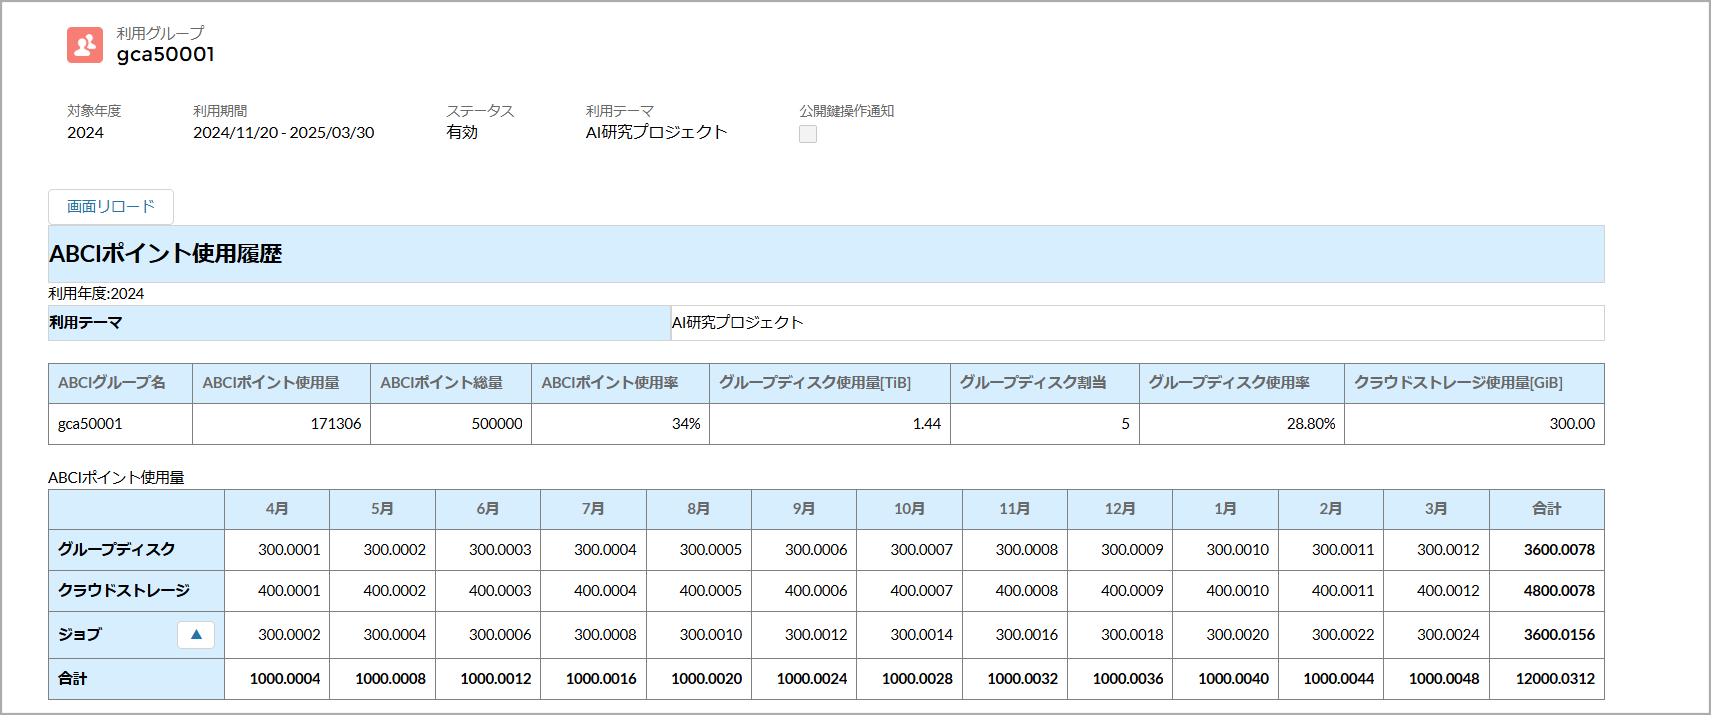 利用グループ
gca50001
対象年度 利用期間 ステータス 利用テーマ 公開鍵操作通知
2024 2024/11/20 - 2025/03/30 有効 AI研究プロジェクト
画面リロード
ABCIポイント使用履歴
利用年度:2024
利用テーマ AI研究プロジェクト
ABCIグループ名 ABCIポイント使用量 ABCIポイント総量 ABCIポイント使用率 グループディスク使用量[TiB] グループディスク割当 グループディスク使用率 クラウドストレージ使用量[GiB]
gca50001 171306 500000 34% 1.44 5 28.80% 300.00
ABCIポイント使用量
4月 5月 6月 7月 8月 9月 10月 11月 12月 1月 2月 3月 合計
グループディスク 300.0001 300.0002 300.0003 300.0004 300.0005 300.0006 300.0007 300.0008 300.0009 300.0010 300.0011 300.0012 3600.0078
クラウドストレージ 400.0001 400.0002 400.0003 400.0004 400.0005 400.0006 400.0007 400.0008 400.0009 400.0010 400.0011 400.0012 4800.0078
ジョブ ▲ 300.0002 300.0004 300.0006 300.0008 300.0010 300.0012 300.0014 300.0016 300.0018 300.0020 300.0022 300.0024 3600.0156
合計 1000.0004 1000.0008 1000.0012 1000.0016 1000.0020 1000.0024 1000.0028 1000.0032 1000.0036 1000.0040 1000.0044 1000.0048 12000.0312